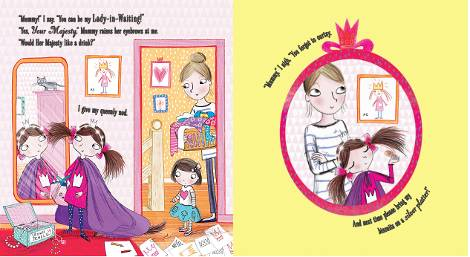 "Mummy!" I say. "You can be my Lady-in-Waiting!"
"Yes, Your Majesty." Mummy raises her eyebrows at me.
"Would Her Majesty like a drink?"
I give my queenly nod.
"Mummy," I sigh. "You forgot to curtsy.
And next time please bring my
biscuits on a silver platter!"